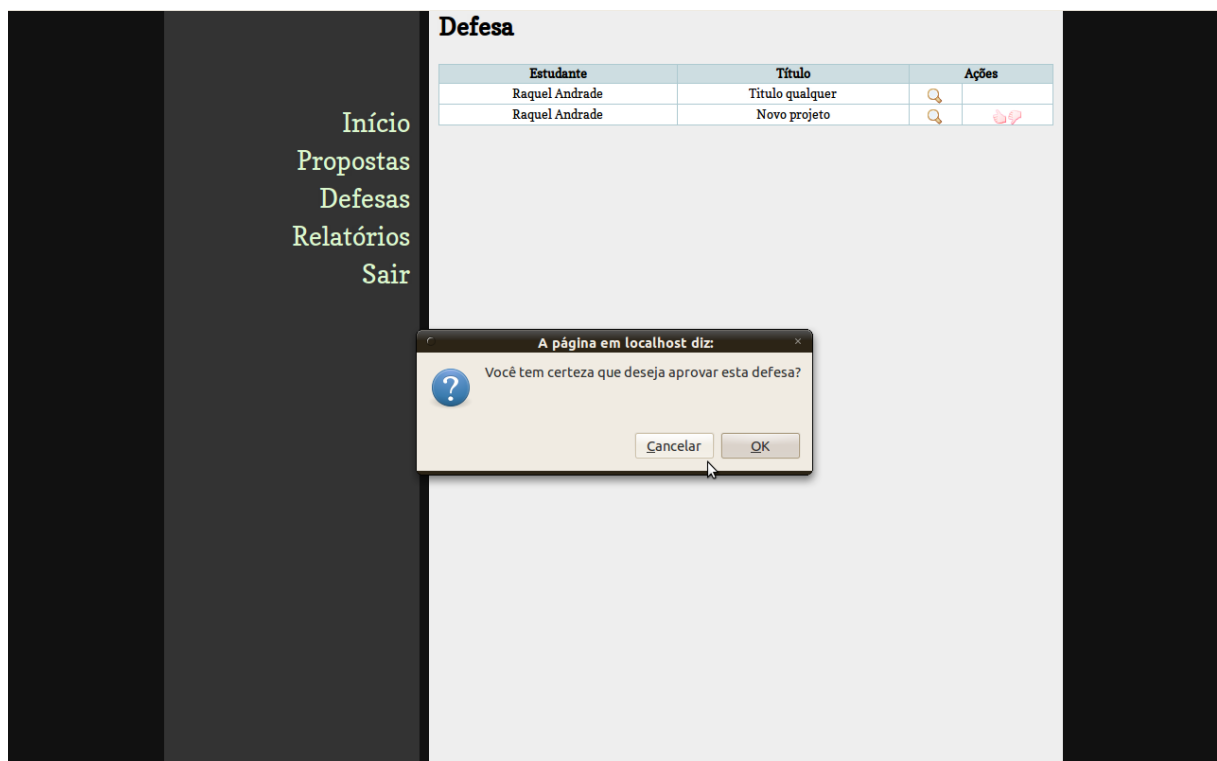 Início
Propostas
Defesas
Relatórios
Sair
Defesa
Estudante Título Ações
Raquel Andrade Titulo qualquer
Raquel Andrade Novo projeto
A página em localhost diz:
Você tem certeza que deseja aprovar esta defesa?
Cancelar OK